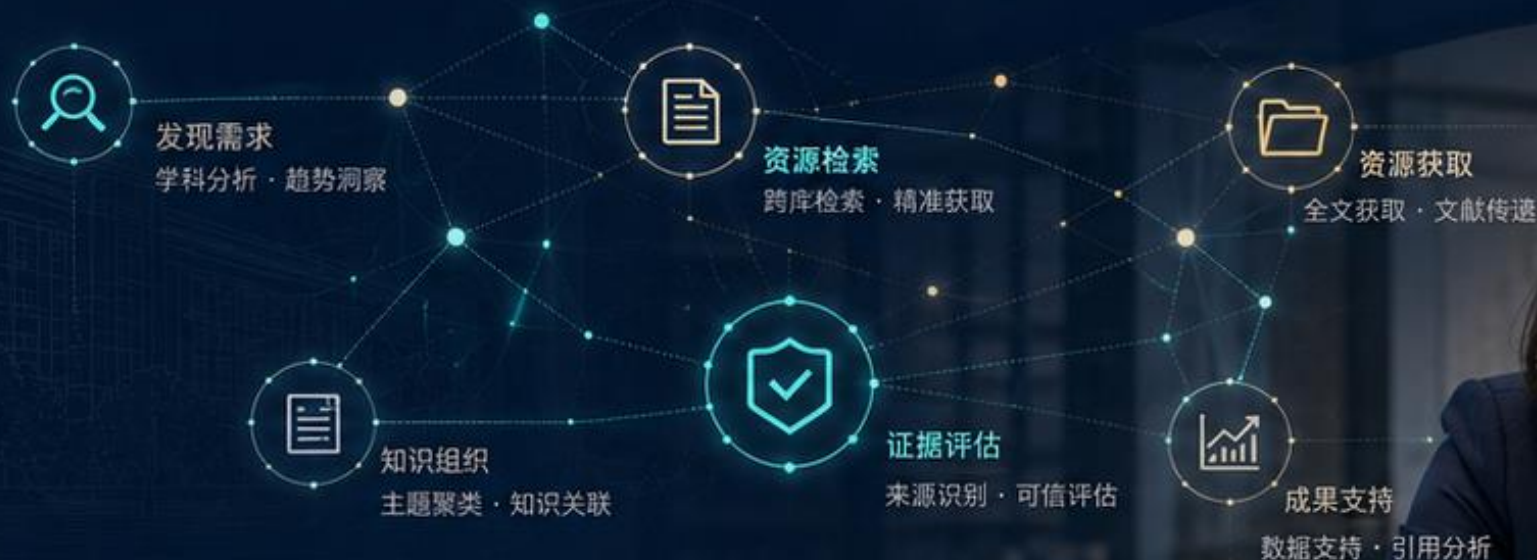 发现需求
学科分析 · 趋势洞察
资源检索
跨库检索 · 精准获取
资源获取
全文获取 · 文献传递
知识组织
主题聚类 · 知识关联
证据评估
来源识别 · 可信评估
成果支持
数据支持 · 引用分析